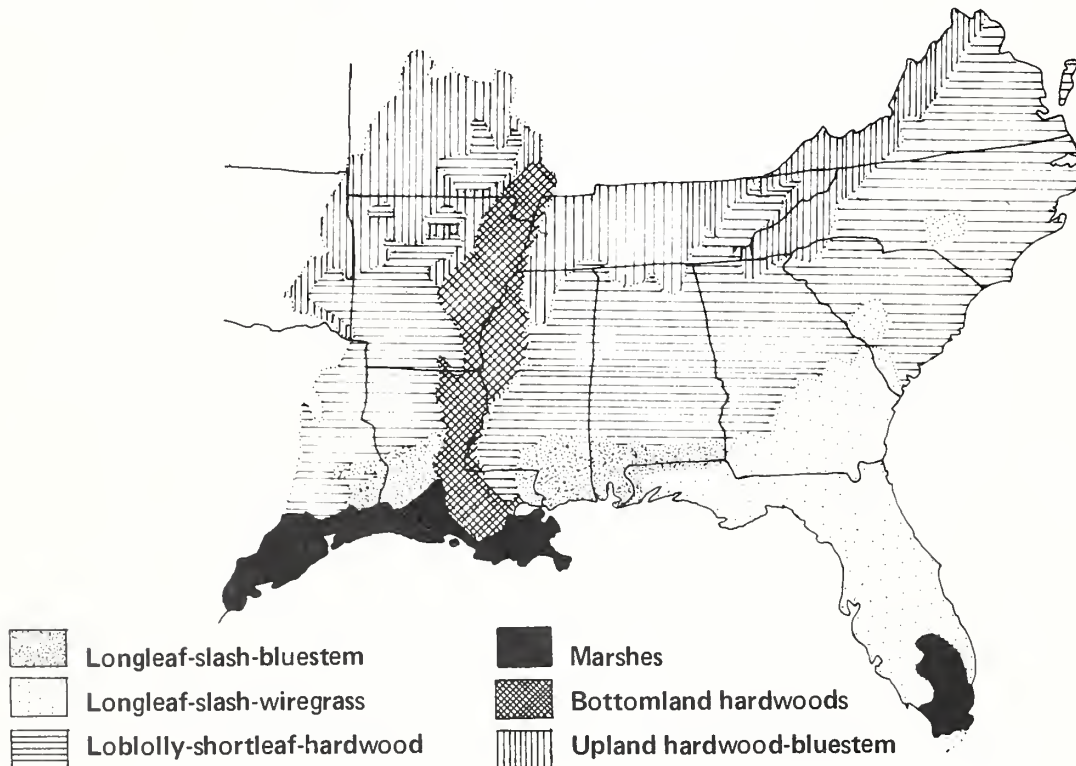 Longleaf-slash-bluestem
Longleaf-slash-wiregrass
Loblolly-shortleaf-hardwood
Marshes
Bottomland hardwoods
Upland hardwood-bluestem